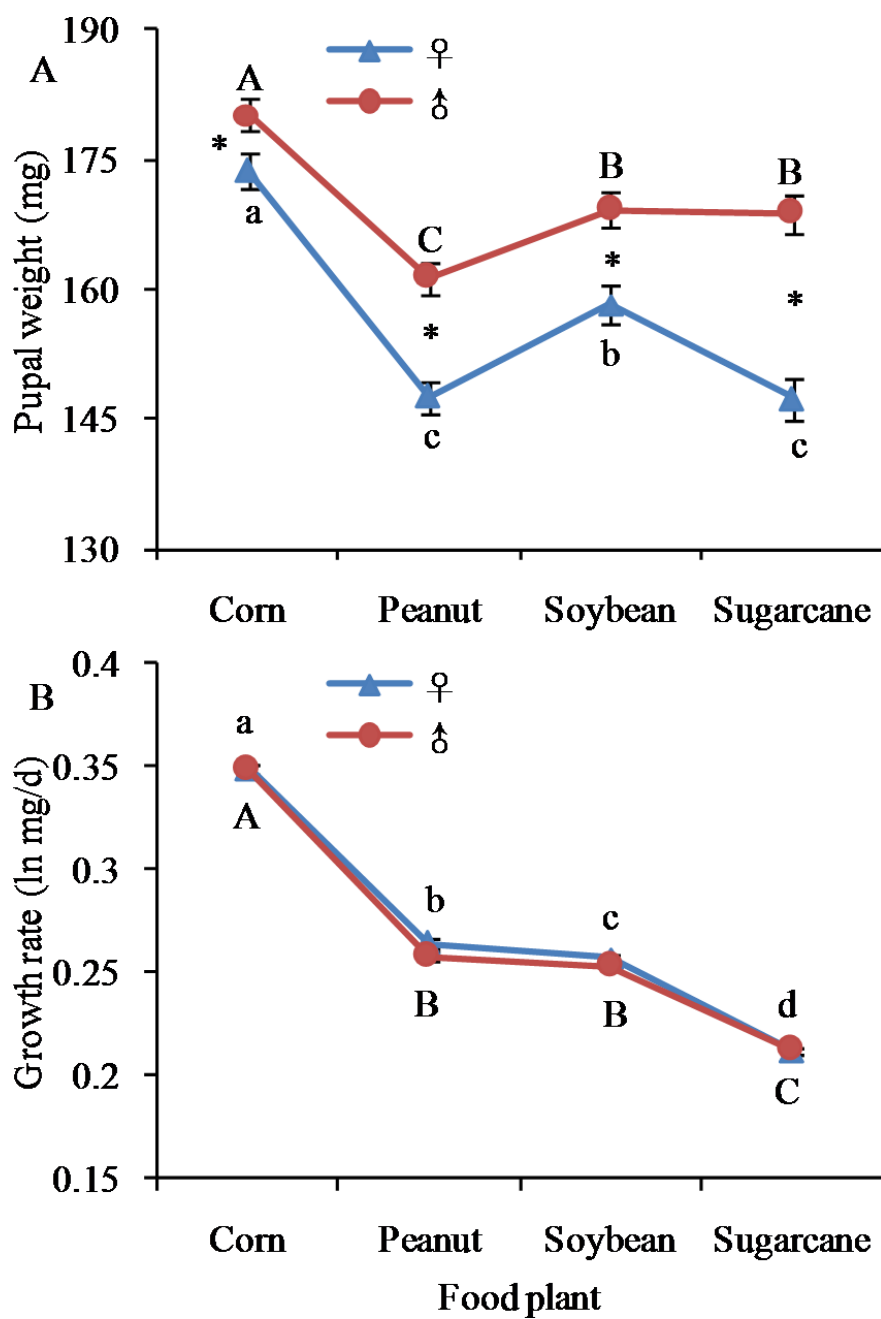 190
A
♀
♂
A
*
a
175
C
*
c
B
*
b
B
*
c
160
145
130
Pupal weight (mg)
Corn Peanut Soybean Sugarcane
0.4
B
♀
♂
a
A
0.35
b
B
0.3
c
B
0.25
d
C
0.2
0.15
Growth rate (ln mg/d)
Corn Peanut Soybean Sugarcane
Food plant